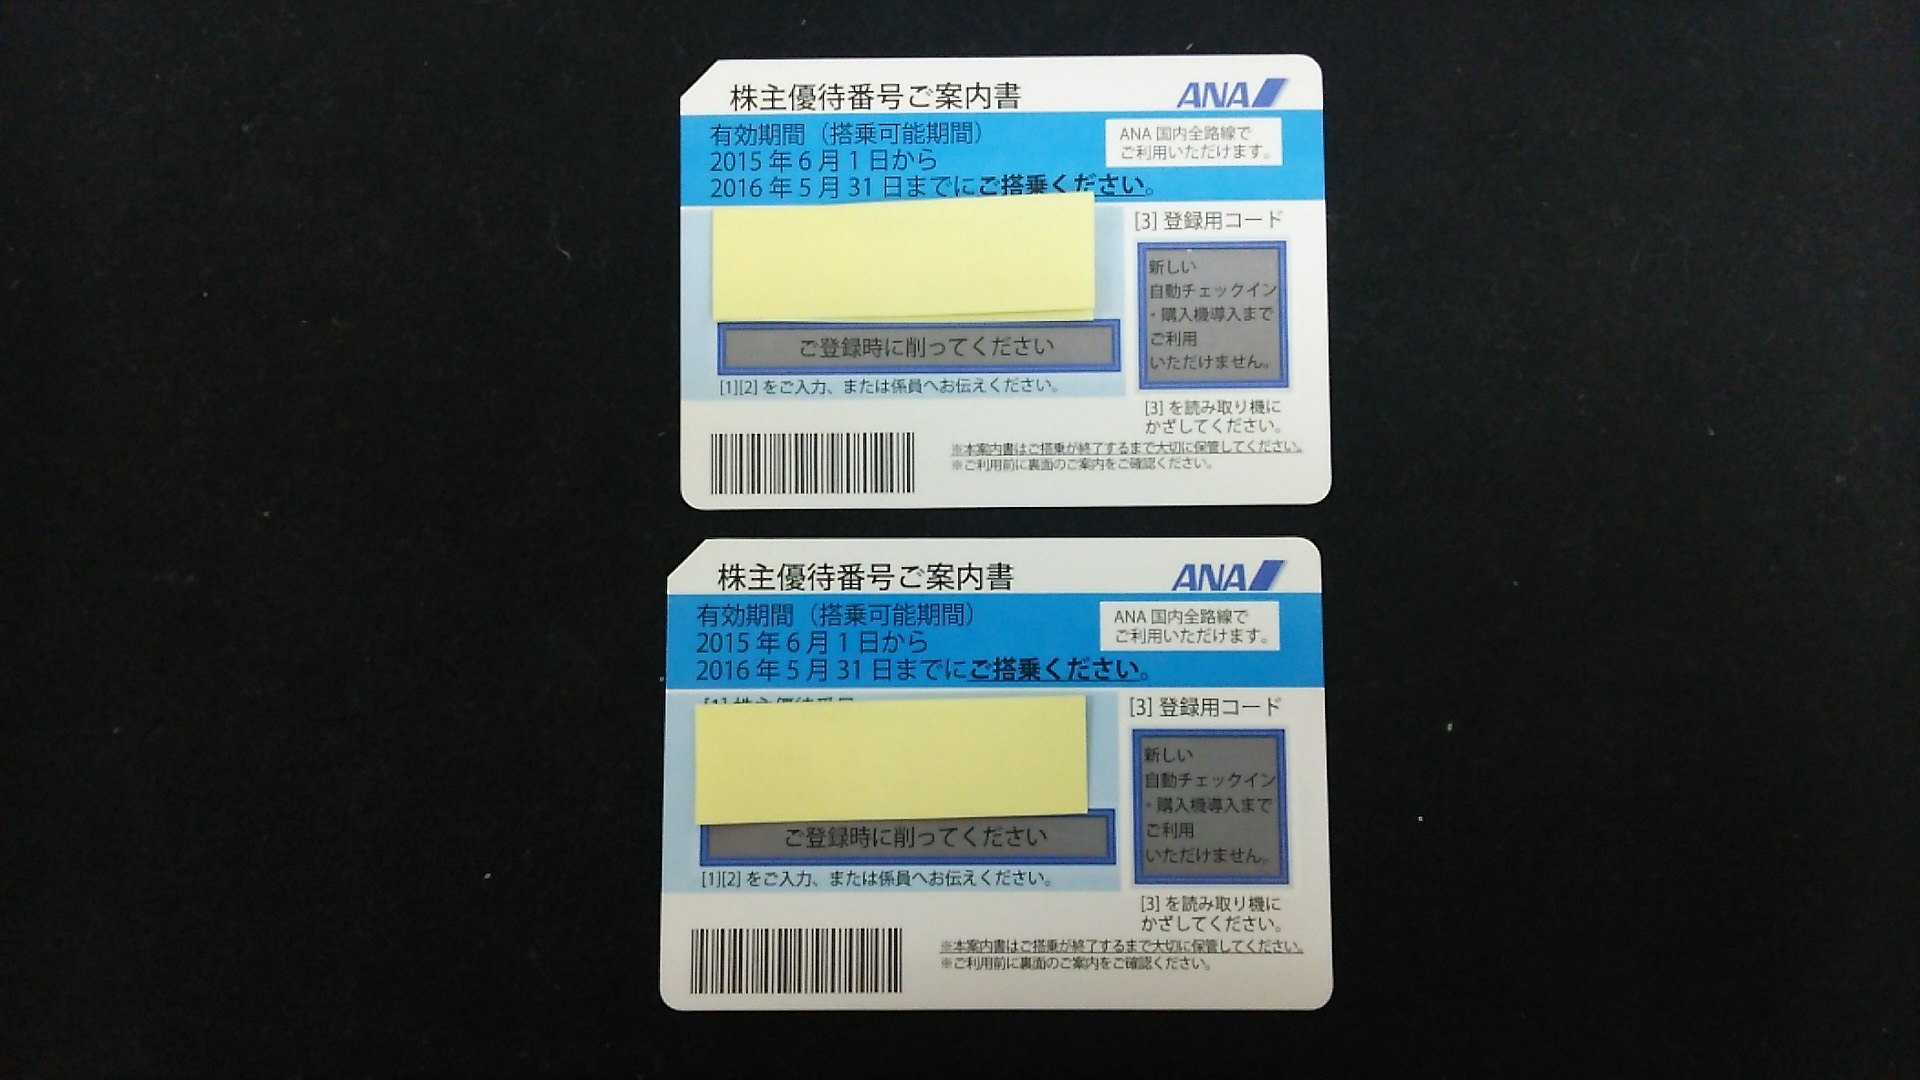 株主優待番号ご案内書
ANA
有効期間（搭乗可能期間）
2015年6月1日から
2016年5月31日までにご搭乗ください。
ANA 国内全路線で
ご利用いただけます。
[3] 登録用コード
新しい
自動チェックイン
・購入機導入まで
ご利用
いただけません。
ご登録時に削ってください
[1][2] をご入力、または係員へお伝えください。
[3] を読み取り機に
かざしてください。
※本案内書はご搭乗が終了するまで大切に保管してください。
※ご利用前に裏面のご案内をご確認ください。
株主優待番号ご案内書
ANA
有効期間（搭乗可能期間）
2015年6月1日から
2016年5月31日までにご搭乗ください。
ANA 国内全路線で
ご利用いただけます。
[1] 株主優待番号
[3] 登録用コード
新しい
自動チェックイン
・購入機導入まで
ご利用
いただけません。
ご登録時に削ってください
[1][2] をご入力、または係員へお伝えください。
[3] を読み取り機に
かざしてください。
※本案内書はご搭乗が終了するまで大切に保管してください。
※ご利用前に裏面のご案内をご確認ください。